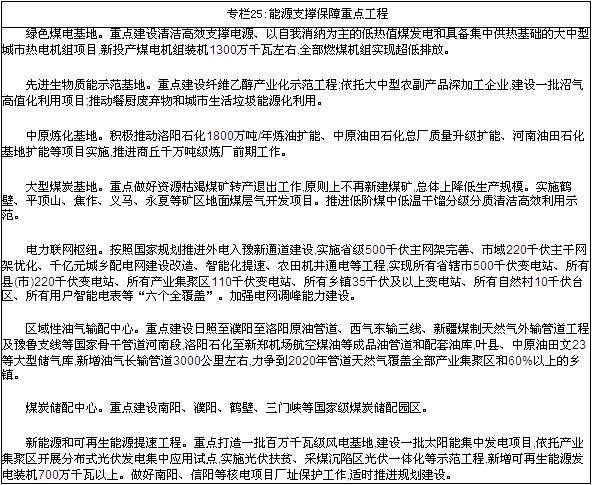 专栏25:能源支撑保障重点工程
绿色煤电基地。重点建设清洁高效支撑电源、以自我消纳为主的低热值煤发电和具备集中供热基础的大中型
城市热电机组项目,新投产煤电机组装机1300万千瓦左右,全部燃煤机组实现超低排放。
先进生物质能示范基地。重点建设纤维乙醇产业化示范工程;依托大中型农副产品深加工企业,建设一批沼气
高值化利用项目;推动餐厨废弃物和城市生活垃圾能源化利用。
中原炼化基地。积极推动洛阳石化1800万吨/年炼油扩能、中原油田石化总厂质量升级扩能、河南油田石化
基地扩能等项目实施,推进商丘千万吨级炼厂前期工作。
大型煤炭基地。重点做好资源枯竭煤矿转产退出工作,原则上不再新建煤矿,总体上降低生产规模。实施鹤
壁、平顶山、焦作、义马、永夏等矿区地面煤层气开发项目。推进低阶煤中低温干馏分级分质清洁高效利用示
范。
电力联网枢纽。按照国家规划推进外电入豫新通道建设,实施省级500千伏主网架完善、市域220千伏主干网
架优化、千亿元城乡配电网建设改造、智能化提速、农田机井通电等工程,实现所有省辖市500千伏变电站、所有
县(市)220千伏变电站、所有产业集聚区110千伏变电站、所有乡镇35千伏及以上变电站、所有自然村10千伏台
区、所有用户智能电表等“六个全覆盖”。加强电网调峰能力建设。
区域性油气输配中心。重点建设日照至濮阳至洛阳原油管道、西气东输三线、新疆煤制天然气外输管道工程
及豫鲁支线等国家骨干管道河南段,洛阳石化至新郑机场航空煤油等成品油管道和配套油库,叶县、中原油田文23
等大型储气库,新增油气长输管道3000公里左右,力争到2020年管道天然气覆盖全部产业集聚区和60%以上的乡
镇。
煤炭储配中心。重点建设南阳、濮阳、鹤壁、三门峡等国家级煤炭储配园区。
新能源和可再生能源提速工程。重点打造一批百万千瓦级风电基地,建设一批太阳能集中发电项目,依托产业
集聚区开展分布式光伏发电集中应用试点,实施光伏扶贫、采煤沉陷区光伏一体化等示范工程,新增可再生能源发
电装机700万千瓦以上。做好南阳、信阳等核电项目厂址保护工作,适时推进规划建设。